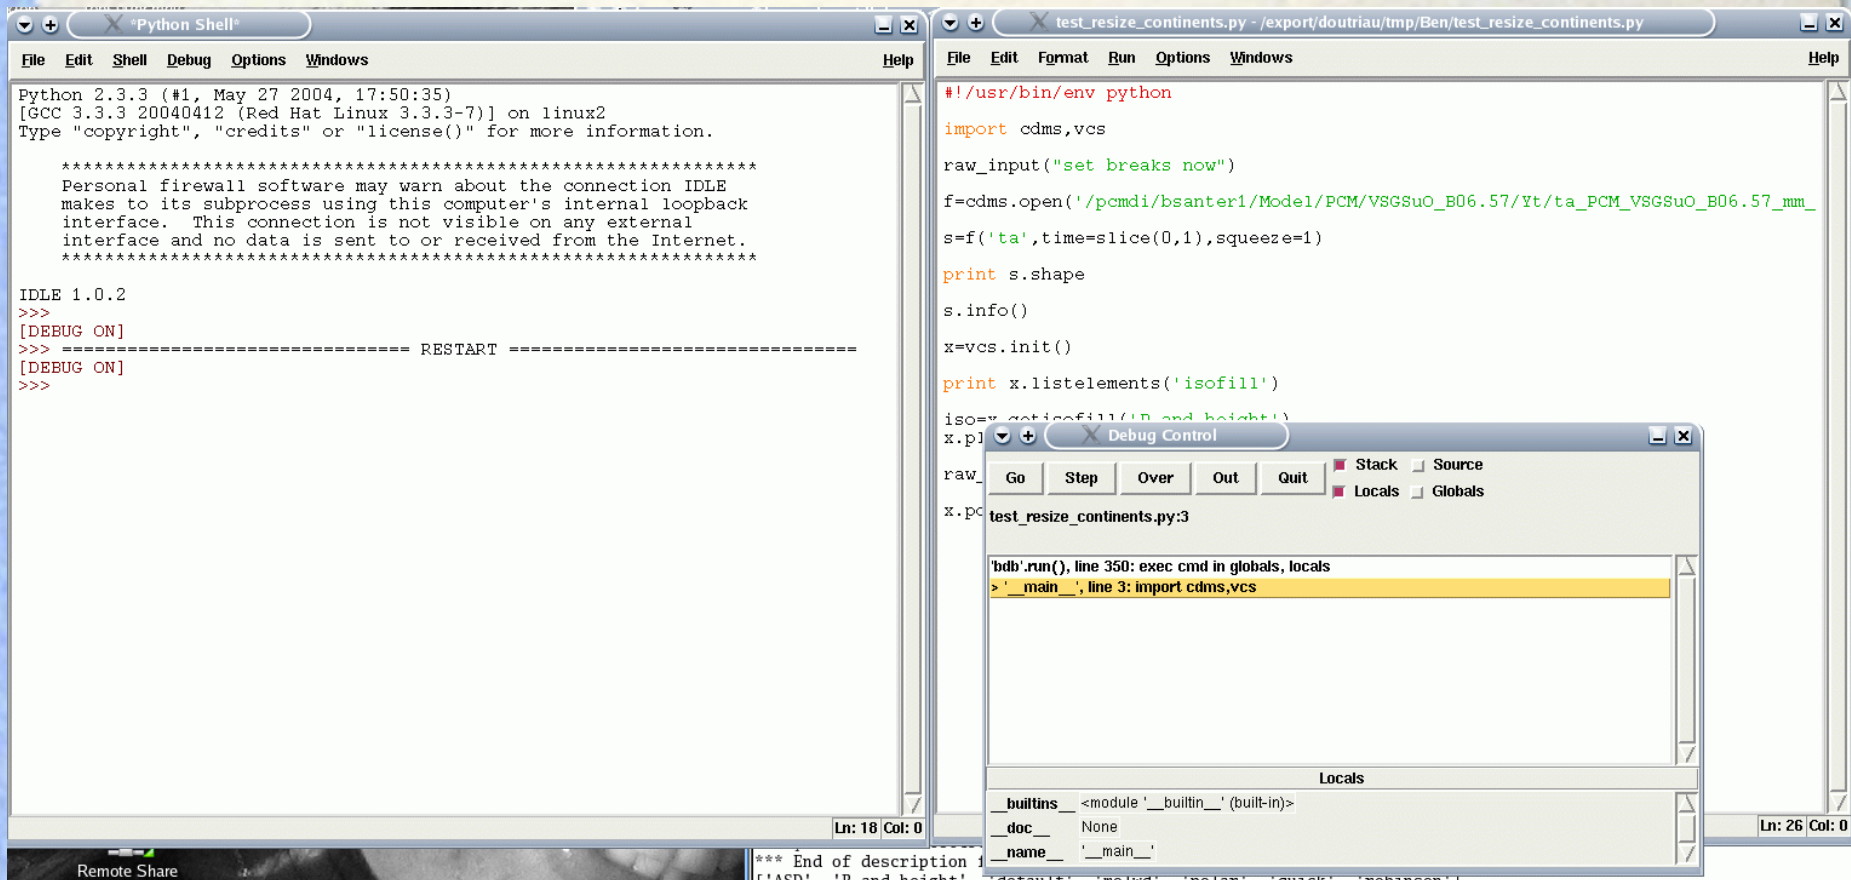 *Python Shell*
File Edit Shell Debug Options Windows Help
Python 2.3.3 (#1, May 27 2004, 17:50:35)
[GCC 3.3.3 20040412 (Red Hat Linux 3.3.3-7)] on linux2
Type "copyright", "credits" or "license()" for more information.
****************************************************************
Personal firewall software may warn about the connection IDLE
makes to its subprocess using this computer's internal loopback
interface. This connection is not visible on any external
interface and no data is sent to or received from the Internet.
****************************************************************
IDLE 1.0.2
>>>
[DEBUG ON]
>>> ================================ RESTART ================================
[DEBUG ON]
>>>
Ln: 18 Col: 0
test_resize_continents.py - /export/doutriau/tmp/Ben/test_resize_continents.py
File Edit Format Run Options Windows Help
#!/usr/bin/env python
import cdms,vcs
raw_input("set breaks now")
f=cdms.open('/pcmdi/bsanter1/Model/PCM/VSGSuO_B06.57/Yt/ta_PCM_VSGSuO_B06.57_mm_
s=f('ta',time=slice(0,1),squeeze=1)
print s.shape
s.info()
x=vcs.init()
print x.listelements('isofill')
iso=x.getisofill('P and height')
x.pl
raw_
x.po
Ln: 26 Col: 0
Debug Control
Go Step Over Out Quit Stack Source
Locals Globals
test_resize_continents.py:3
'bdb'.run(), line 350: exec cmd in globals, locals
> '__main__', line 3: import cdms,vcs
Locals
__builtins__ <module '__builtin__' (built-in)>
__doc__ None
__name__ '__main__'
Remote Share
*** End of description f